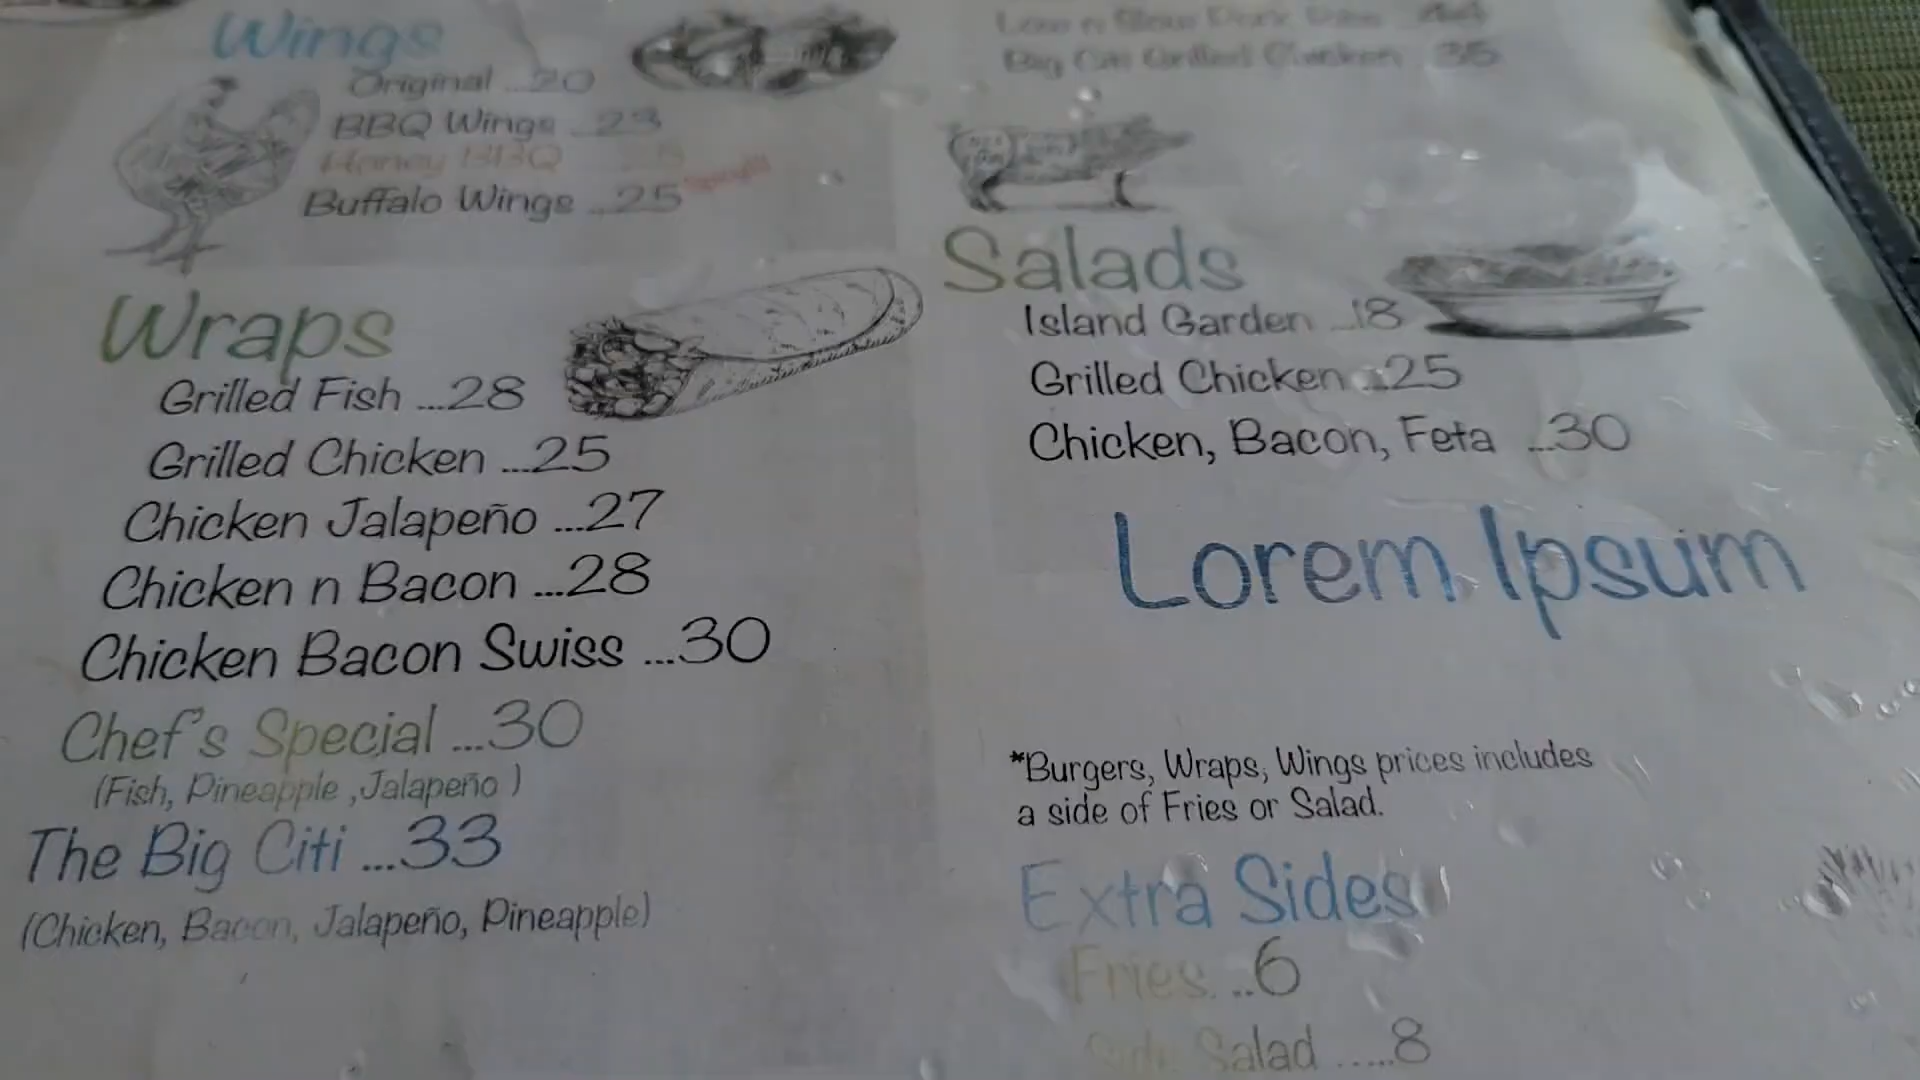 Wings
Original ...20
BBQ Wings ...23
Honey BBQ
Buffalo Wings ...25
Wraps
Grilled Fish ...28
Grilled Chicken ...25
Chicken Jalapeño ...27
Chicken n Bacon ...28
Chicken Bacon Swiss ...30
Chef's Special ...30
(Fish, Pineapple ,Jalapeño )
The Big Citi ...33
(Chicken, Bacon, Jalapeño, Pineapple)
Big Citi Grilled Chicken 35
Salads
Island Garden ...18
Grilled Chicken ...25
Chicken, Bacon, Feta ...30
Lorem Ipsum
*Burgers, Wraps, Wings prices includes
a side of Fries or Salad.
Extra Sides
Fries ...6
Side Salad .....8